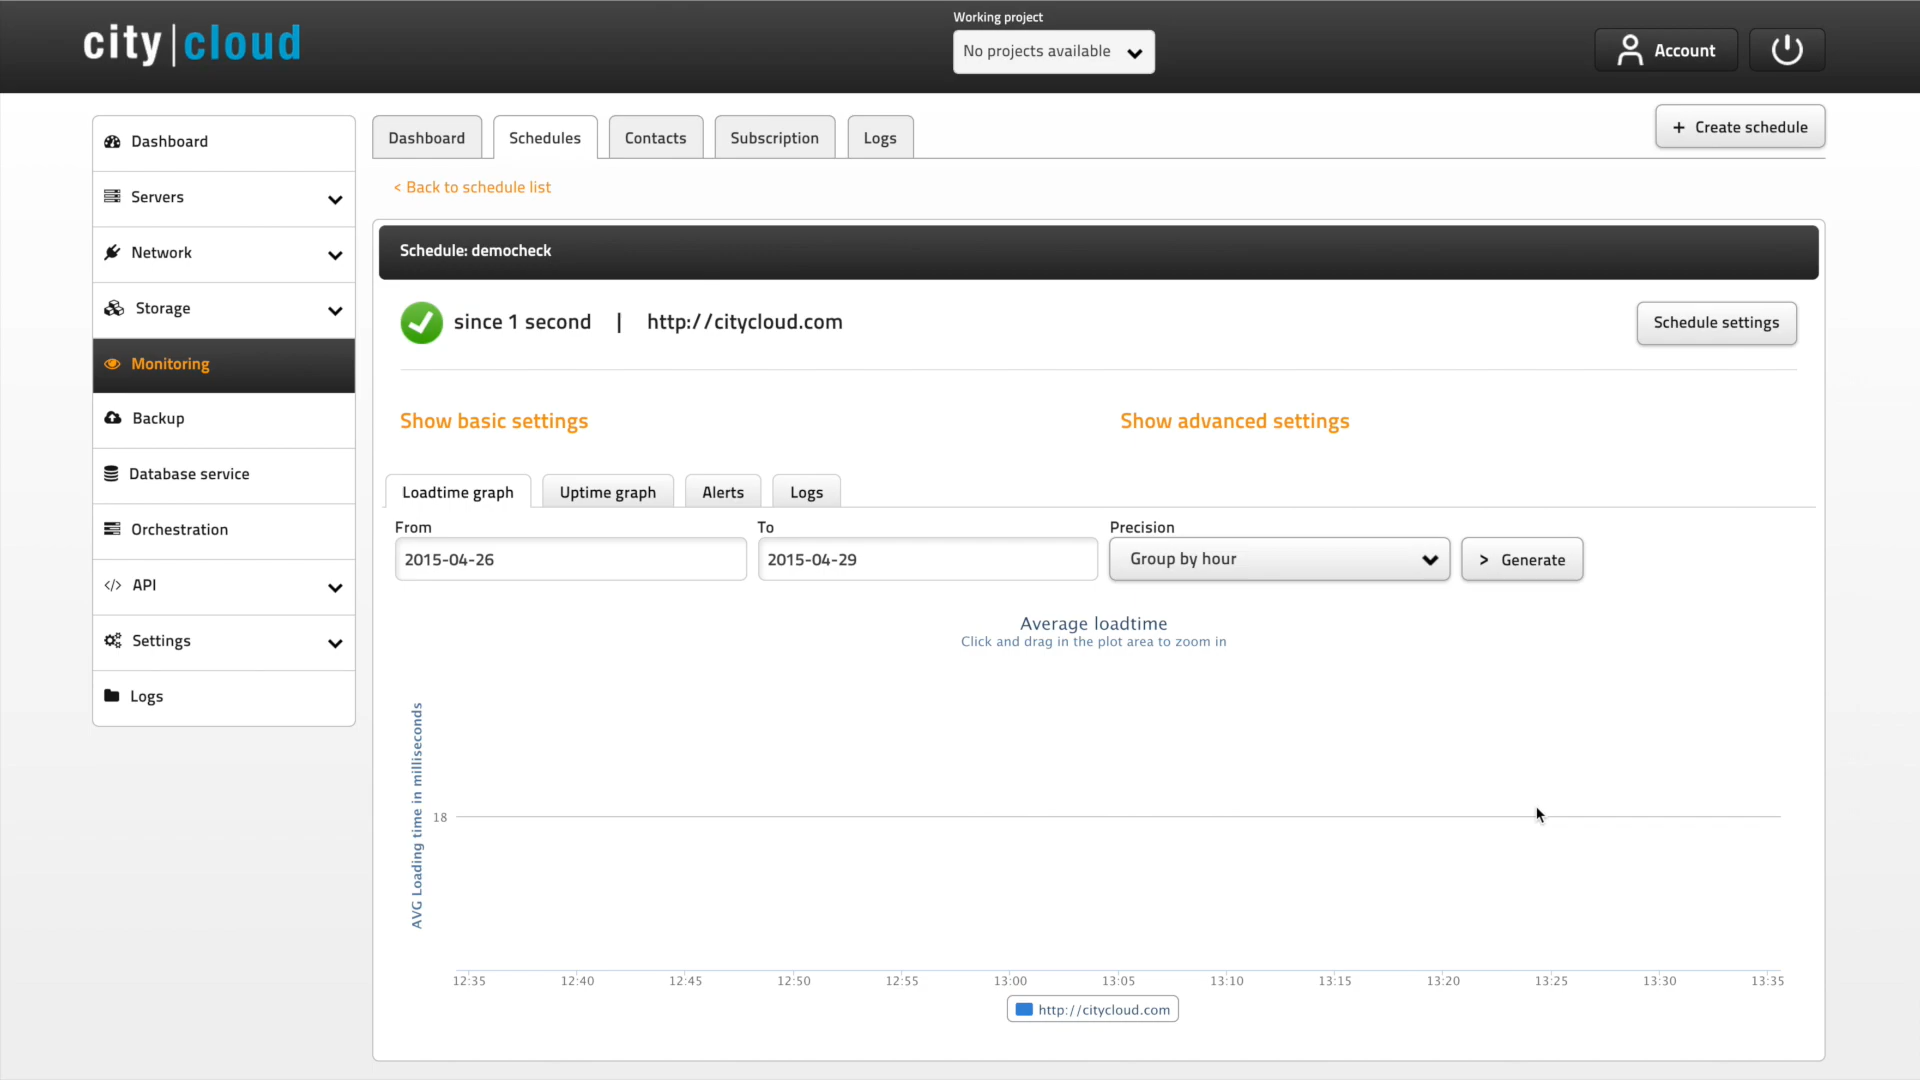 city|cloud
Working project
No projects available
Account
Dashboard
Servers
Network
Storage
Monitoring
Backup
Database service
Orchestration
</> API
Settings
Logs
Dashboard
Schedules
Contacts
Subscription
Logs
+ Create schedule
< Back to schedule list
Schedule: democheck
since 1 second | http://citycloud.com
Schedule settings
Show basic settings
Show advanced settings
Loadtime graph
Uptime graph
Alerts
Logs
From
To
Precision
2015-04-26
2015-04-29
Group by hour
> Generate
Average loadtime
Click and drag in the plot area to zoom in
AVG Loading time in milliseconds
18
12:35 12:40 12:45 12:50 12:55 13:00 13:05 13:10 13:15 13:20 13:25 13:30 13:35
http://citycloud.com